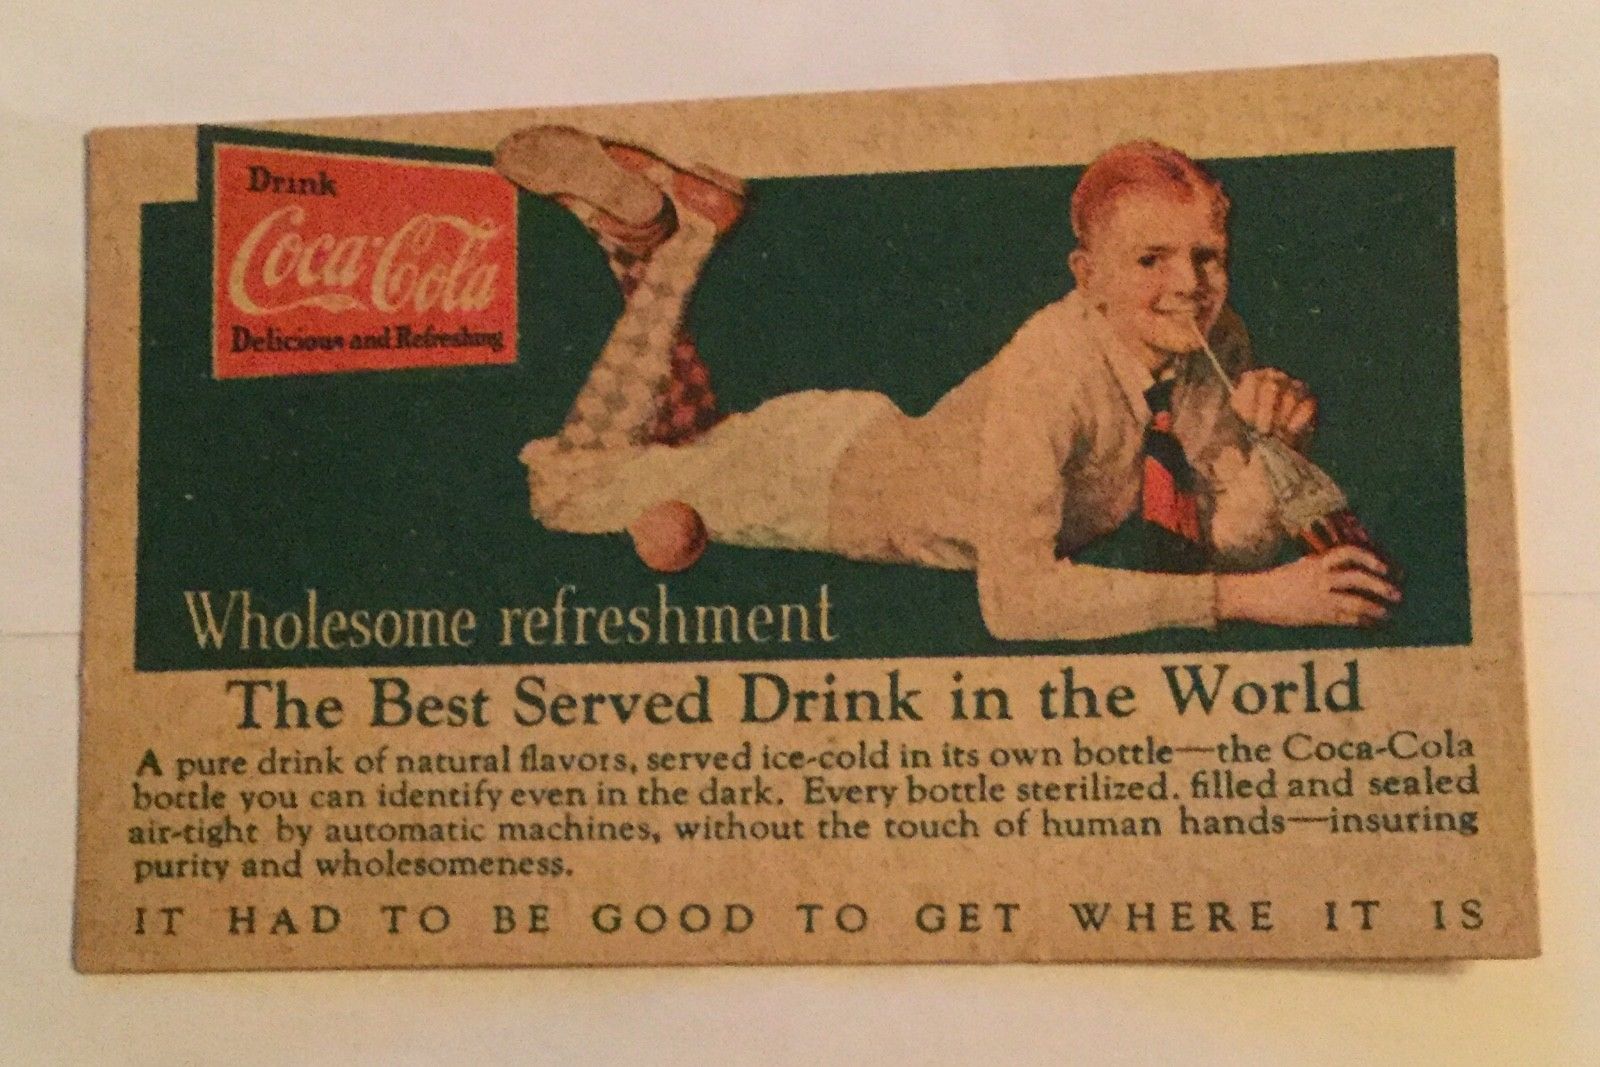 Drink
Coca-Cola
Delicious and Refreshing
Wholesome refreshment
The Best Served Drink in the World
A pure drink of natural flavors, served ice-cold in its own bottle—the Coca-Cola
bottle you can identify even in the dark. Every bottle sterilized, filled and sealed
air-tight by automatic machines, without the touch of human hands—insuring
purity and wholesomeness.
IT HAD TO BE GOOD TO GET WHERE IT IS